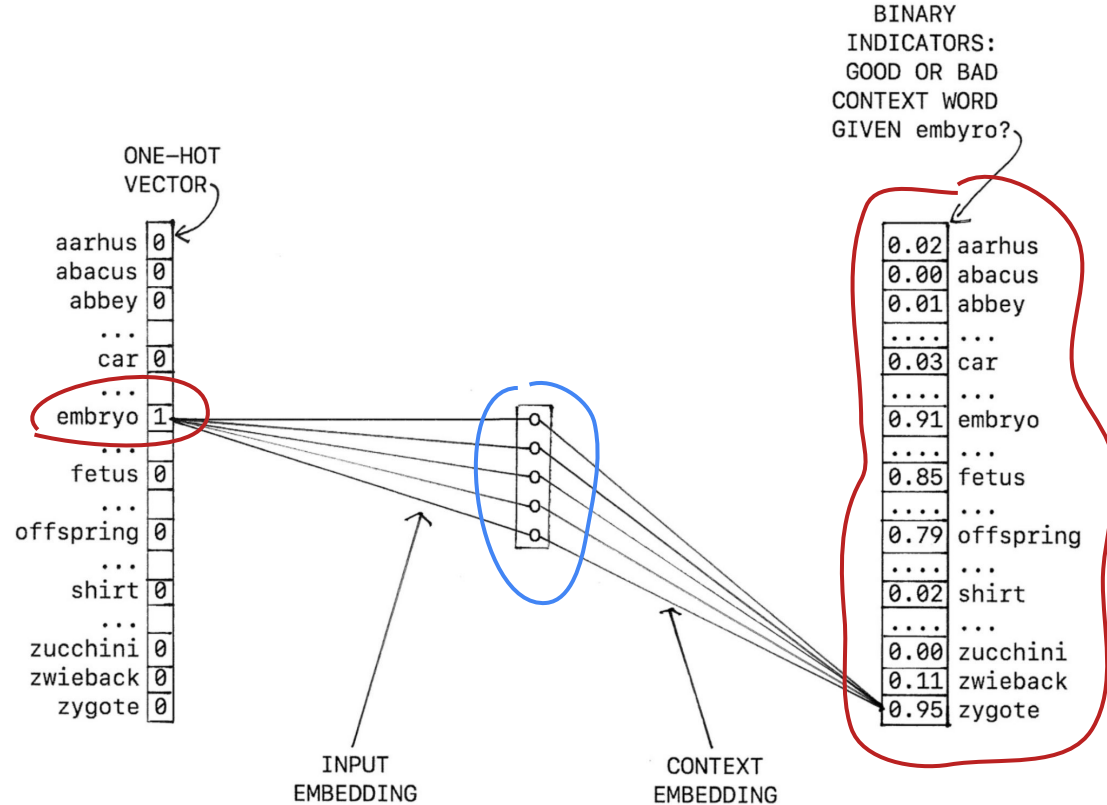 BINARY
INDICATORS:
GOOD OR BAD
CONTEXT WORD
GIVEN embyro?
ONE-HOT
VECTOR
aarhus 0
abacus 0
abbey 0
...
car 0
...
embryo 1
...
fetus 0
...
offspring 0
...
shirt 0
...
zucchini 0
zwieback 0
zygote 0
0.02 aarhus
0.00 abacus
0.01 abbey
.... ...
0.03 car
.... ...
0.91 embryo
.... ...
0.85 fetus
.... ...
0.79 offspring
.... ...
0.02 shirt
.... ...
0.00 zucchini
0.11 zwieback
0.95 zygote
INPUT
EMBEDDING
CONTEXT
EMBEDDING